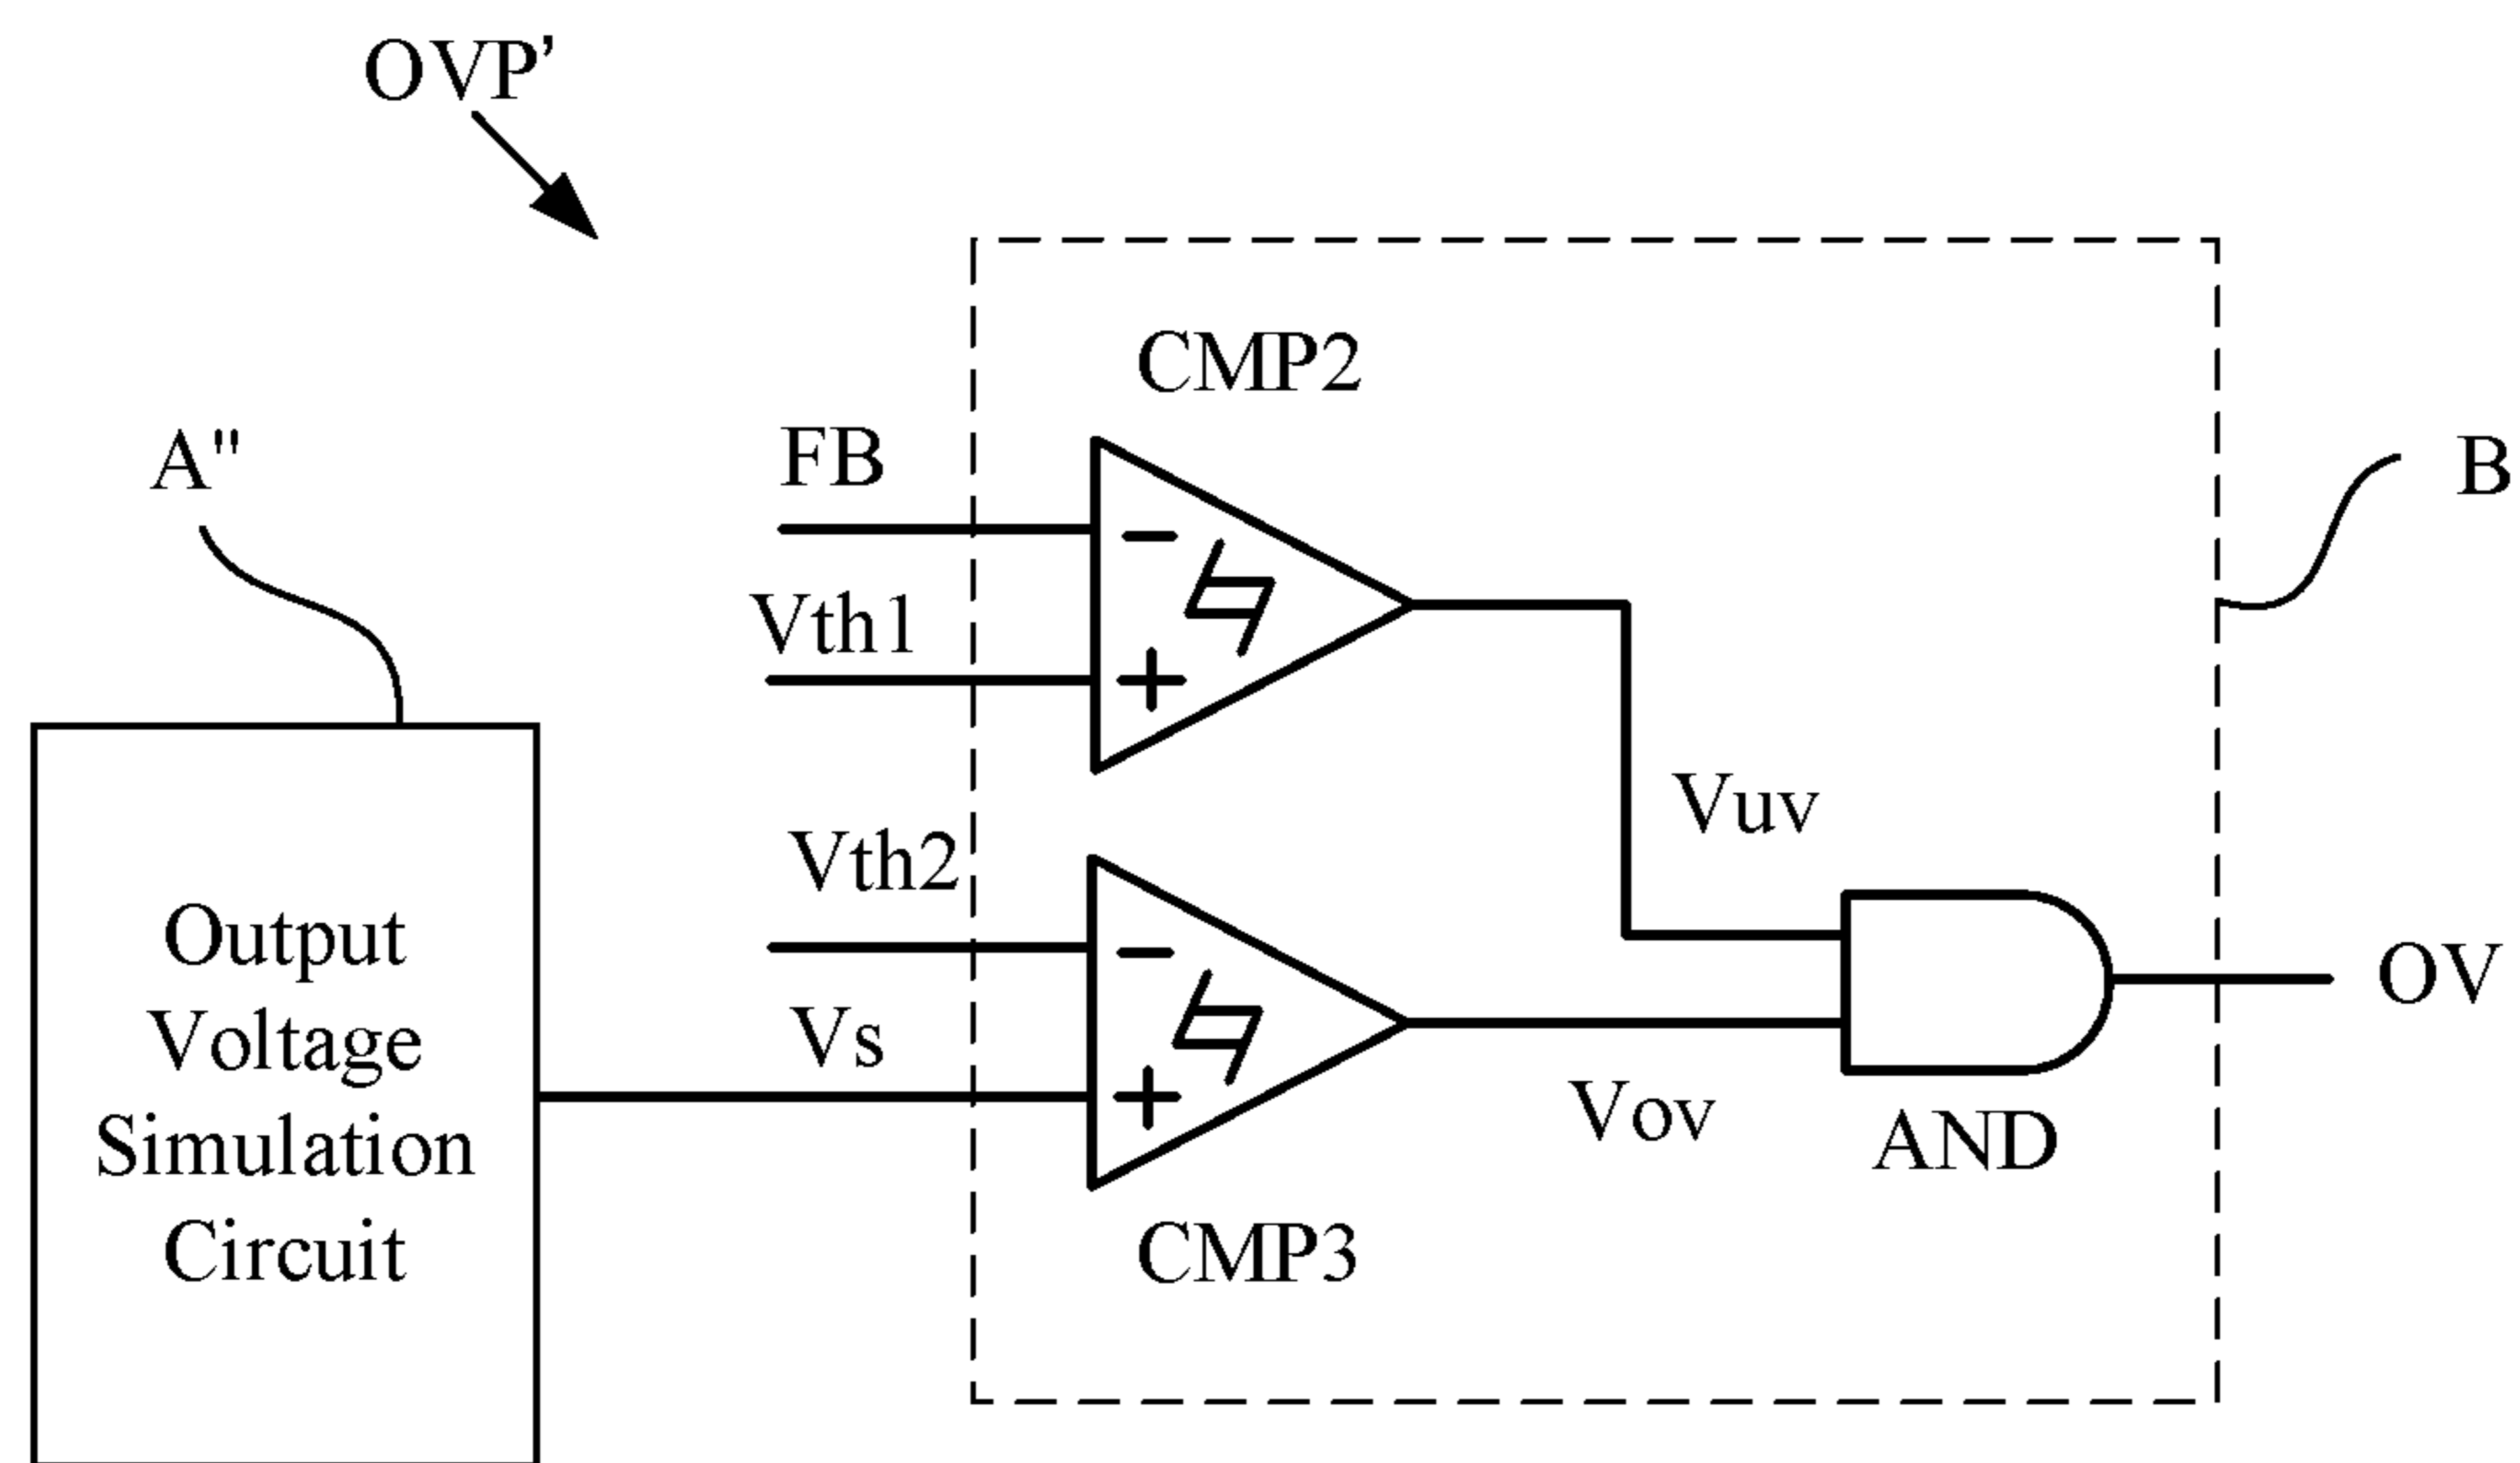 OVP’
CMP2
A"
FB
B
Vth1
Vuv
Vth2
Output
Voltage
Simulation
Circuit
Vs
OV
Vov
AND
CMP3